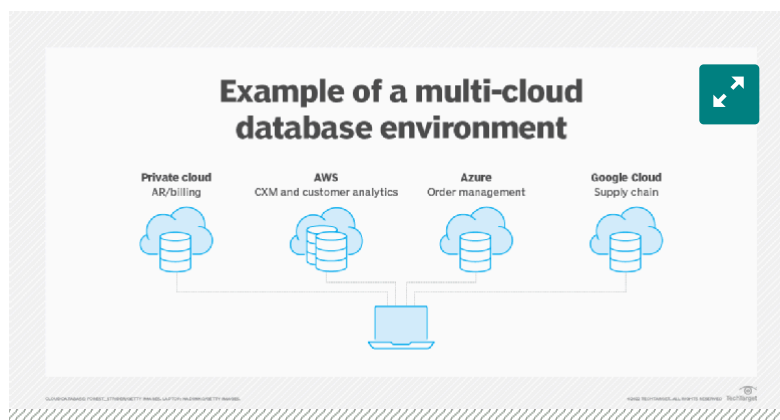 Example of a multi-cloud
database environment
Private cloud
AR/billing
AWS
CXM and customer analytics
Azure
Order management
Google Cloud
Supply chain
TechTarget